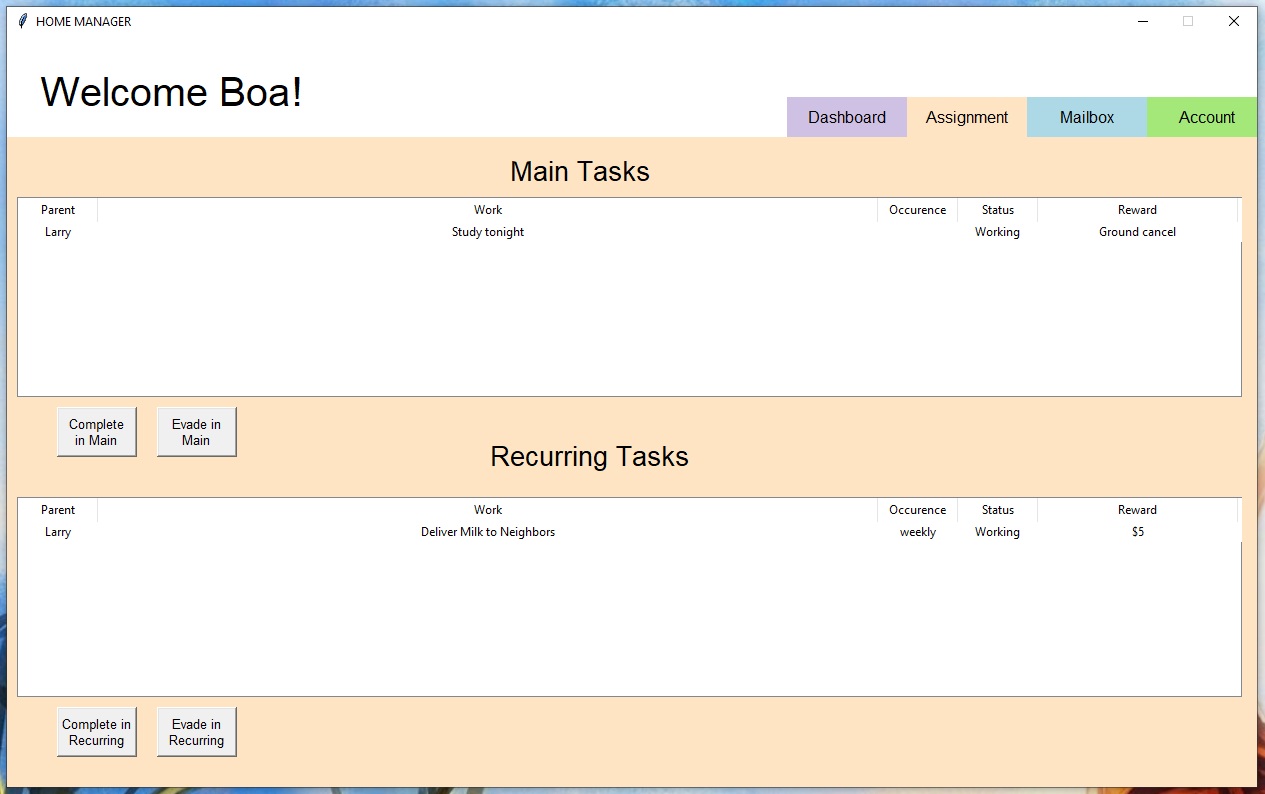 HOME MANAGER
Welcome Boa!
Dashboard Assignment Mailbox Account
Main Tasks
Parent Work Occurence Status Reward
Larry Study tonight Working Ground cancel
Complete
in Main
Evade in
Main
Recurring Tasks
Parent Work Occurence Status Reward
Larry Deliver Milk to Neighbors weekly Working $5
Complete in
Recurring
Evade in
Recurring